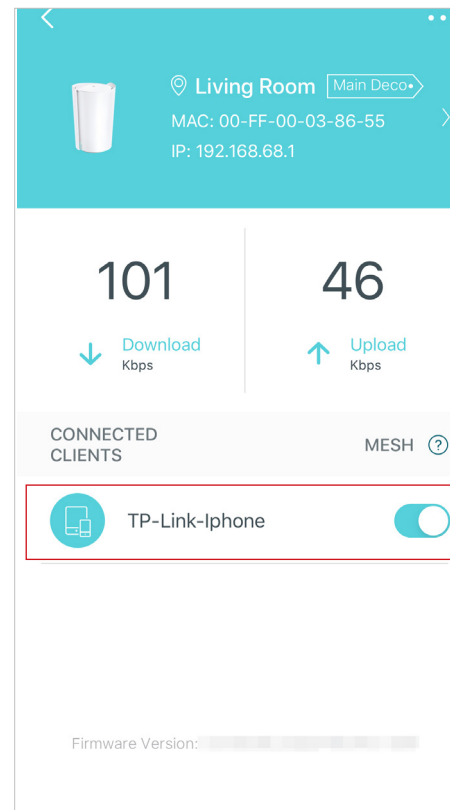 Living Room Main Deco
MAC: 00-FF-00-03-86-55
IP: 192.168.68.1
101 46
Download Upload
Kbps Kbps
CONNECTED
CLIENTS
MESH ?
TP-Link-Iphone
Firmware Version: